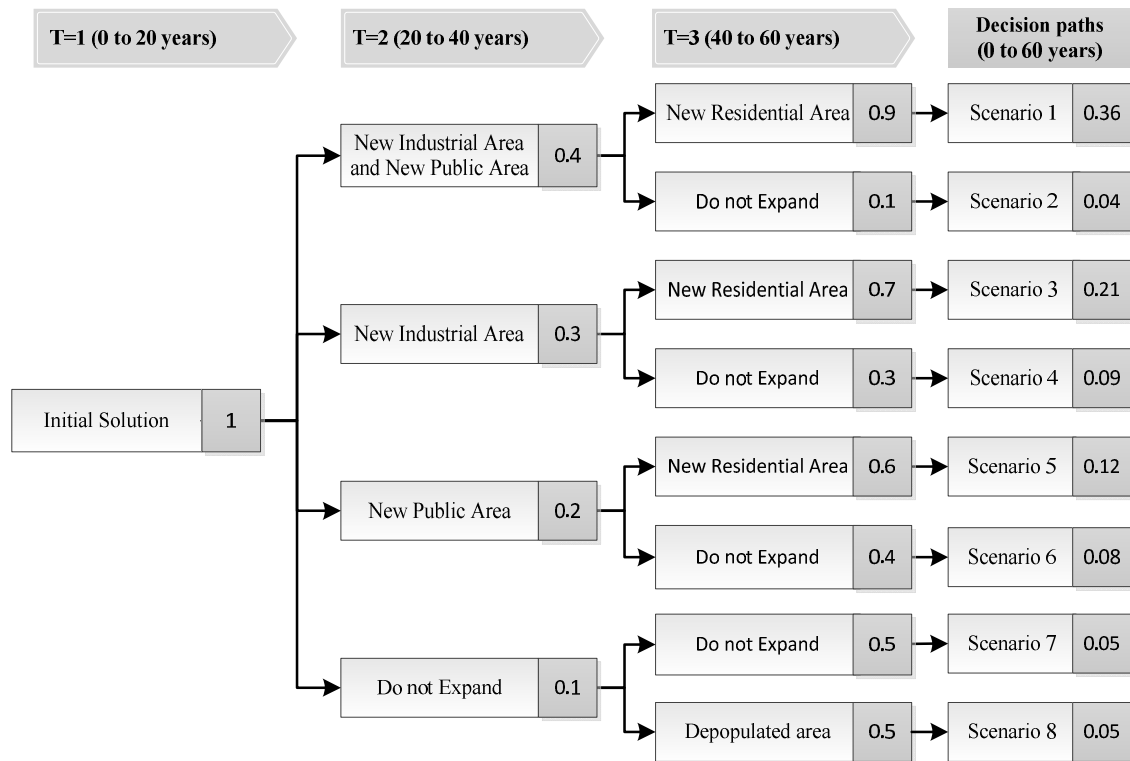 T=1 (0 to 20 years)
T=2 (20 to 40 years)
T=3 (40 to 60 years)
Decision paths
(0 to 60 years)
Initial Solution
1
New Industrial Area
and New Public Area
0.4
New Residential Area
0.9
Scenario 1
0.36
Do not Expand
0.1
Scenario 2
0.04
New Industrial Area
0.3
New Residential Area
0.7
Scenario 3
0.21
Do not Expand
0.3
Scenario 4
0.09
New Public Area
0.2
New Residential Area
0.6
Scenario 5
0.12
Do not Expand
0.4
Scenario 6
0.08
Do not Expand
0.1
Do not Expand
0.5
Scenario 7
0.05
Depopulated area
0.5
Scenario 8
0.05